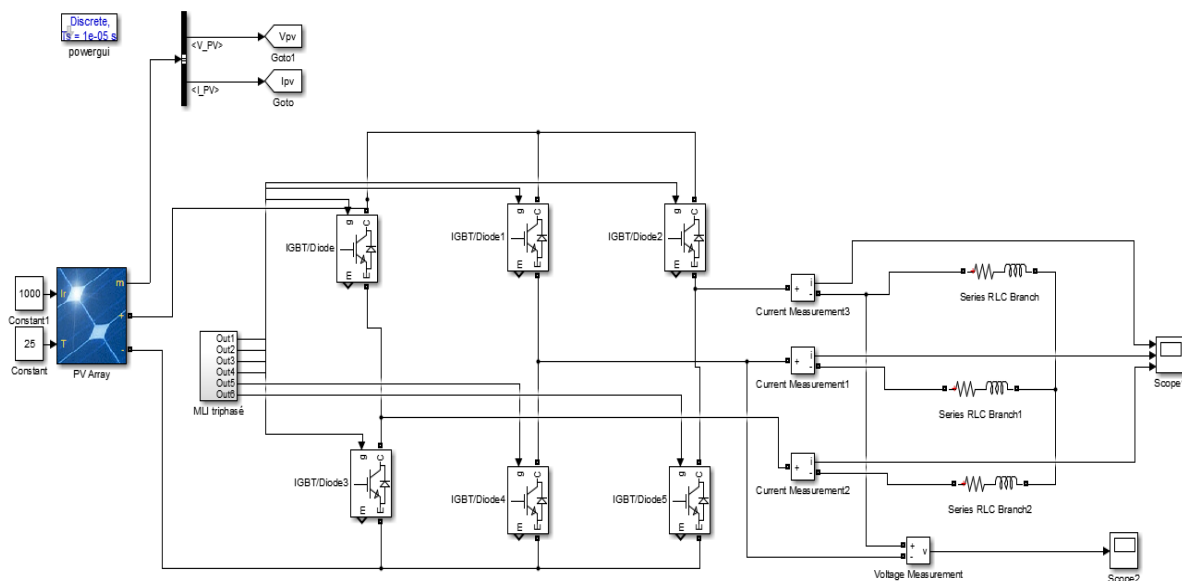 Discrete,
Ts = 1e-05 s
powergui
<V_PV>
<I_PV>
Vpv
Goto1
Ipv
Goto
g
C
E
m
IGBT/Diode
g
C
E
m
IGBT/Diode1
g
C
E
m
IGBT/Diode2
1000
Constant1
25
Constant
Ir
T
m
+
-
PV Array
Out1
Out2
Out3
Out4
Out5
Out6
MLI triphasé
g
C
E
m
IGBT/Diode3
g
C
E
m
IGBT/Diode4
g
C
E
m
IGBT/Diode5
+
i
-
Current Measurement3
+
i
-
Current Measurement1
+
i
-
Current Measurement2
Series RLC Branch
Series RLC Branch1
Series RLC Branch2
Scope1
+
-
v
Voltage Measurement
Scope2